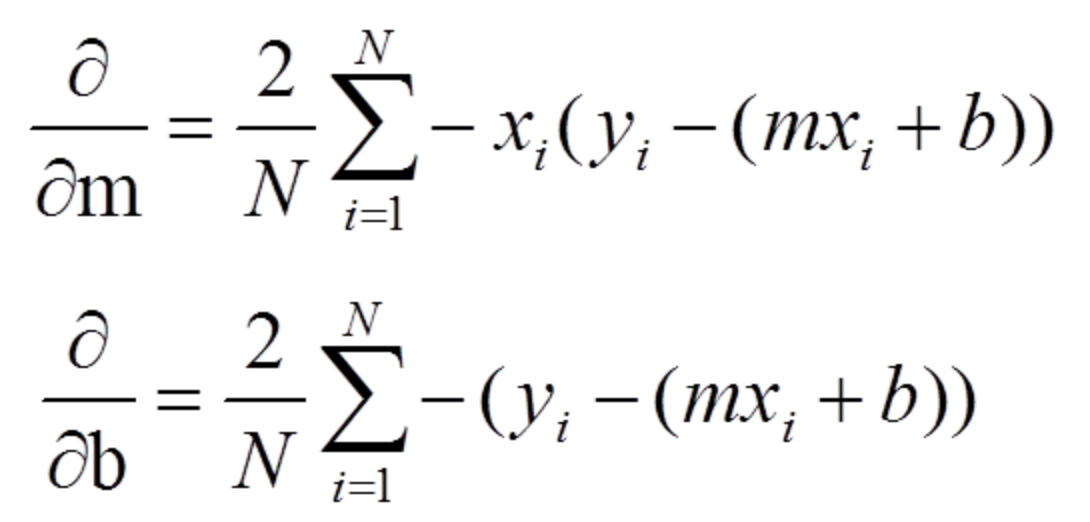 ∂/∂m = 2/N ∑_{i=1}^{N} − x_i(y_i − (mx_i + b))
∂/∂b = 2/N ∑_{i=1}^{N} − (y_i − (mx_i + b))